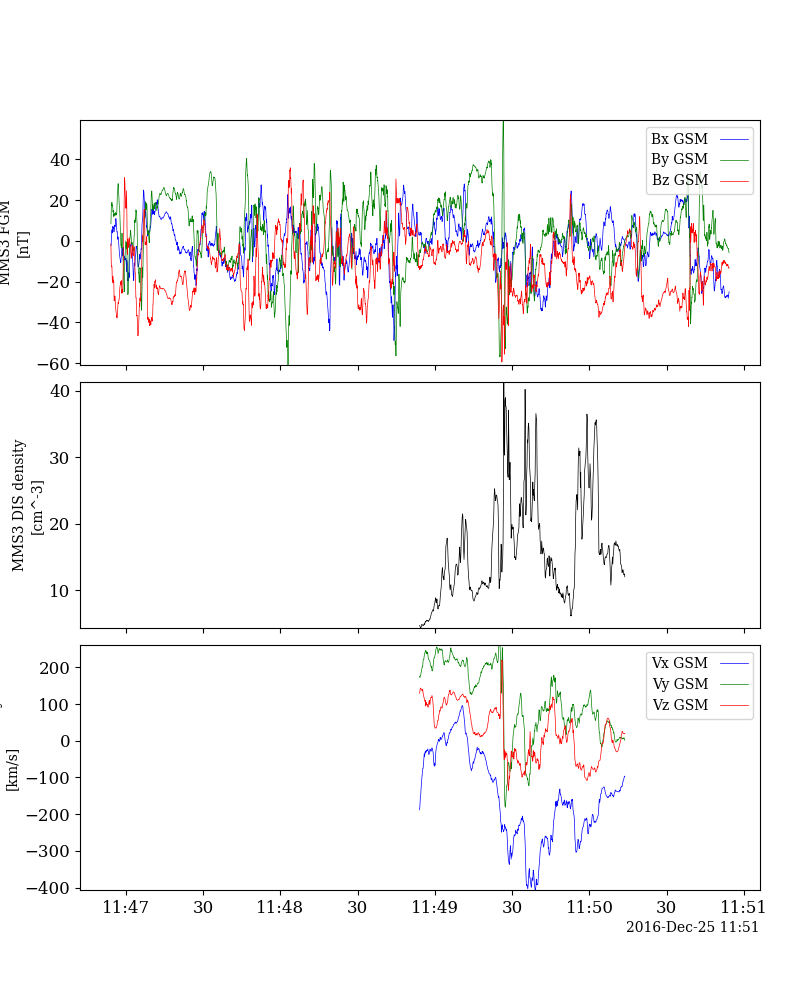 MMS3 FGM
[nT]
40
20
0
−20
−40
−60
Bx GSM
By GSM
Bz GSM
MMS3 DIS density
[cm^-3]
40
30
20
10
[km/s]
200
100
0
−100
−200
−300
−400
Vx GSM
Vy GSM
Vz GSM
11:47 30 11:48 30 11:49 30 11:50 30 11:51
2016-Dec-25 11:51